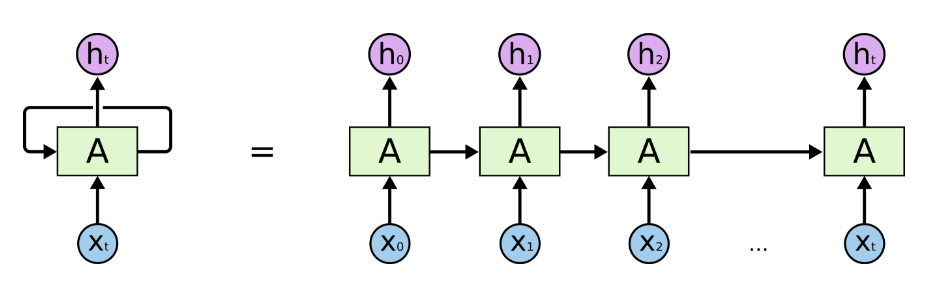 hₜ h₀ h₁ h₂ hₜ
A = A A A A
xₜ x₀ x₁ x₂ ... xₜ